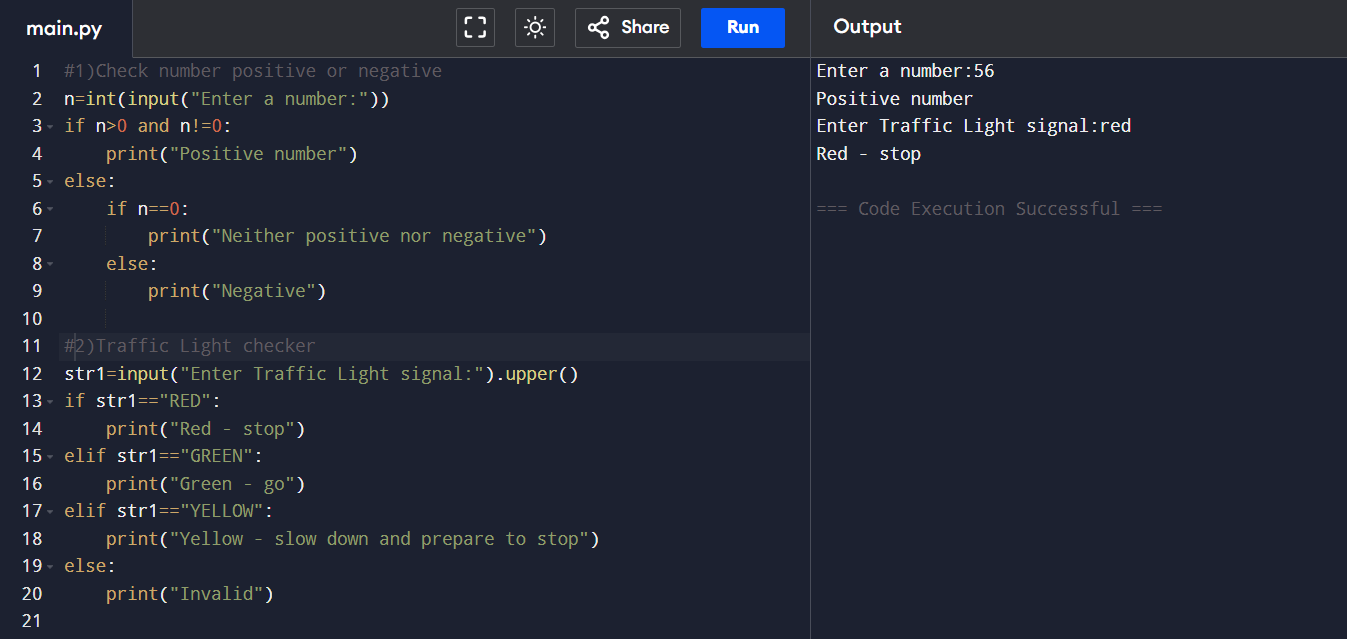 main.py
Share
Run
Output
1 #1)Check number positive or negative
2 n=int(input("Enter a number:"))
3 if n>0 and n!=0:
4     print("Positive number")
5 else:
6     if n==0:
7         print("Neither positive nor negative")
8     else:
9         print("Negative")
10
11 #2)Traffic Light checker
12 str1=input("Enter Traffic Light signal:").upper()
13 if str1=="RED":
14     print("Red - stop")
15 elif str1=="GREEN":
16     print("Green - go")
17 elif str1=="YELLOW":
18     print("Yellow - slow down and prepare to stop")
19 else:
20     print("Invalid")
21
Enter a number:56
Positive number
Enter Traffic Light signal:red
Red - stop
=== Code Execution Successful ===